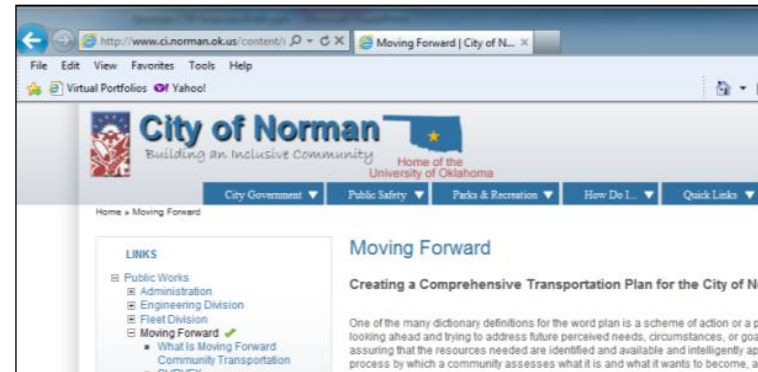 http://www.ci.norman.ok.us/content/
Moving Forward | City of N...
File Edit View Favorites Tools Help
Virtual Portfolios Yahoo!
City of Norman
Building an Inclusive Community
Home of the
University of Oklahoma
City Government Public Safety Parks & Recreation How Do I... Quick Links
Home » Moving Forward
LINKS
Public Works
Administration
Engineering Division
Fleet Division
Moving Forward
What Is Moving Forward
Community Transportation
SURVEY
Moving Forward
Creating a Comprehensive Transportation Plan for the City of
One of the many dictionary definitions for the word plan is a scheme of action or a
looking ahead and trying to address future perceived needs, circumstances, or
assuring that the resources needed are identified and available and intelligently
process by which a community assesses what it is and what it wants to become,